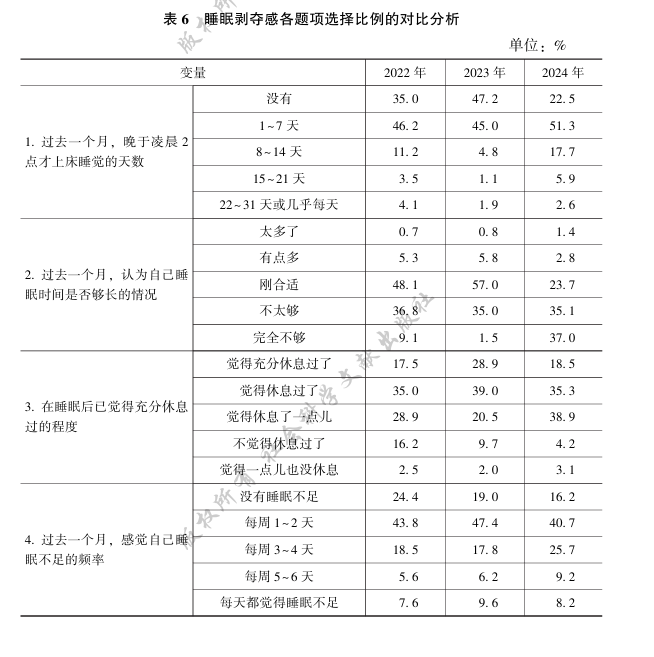 表 6 睡眠剥夺感各题项选择比例的对比分析
单位：%
变量 2022 年 2023 年 2024 年
1. 过去一个月，晚于凌晨 2
点才上床睡觉的天数
没有 35.0 47.2 22.5
1~7 天 46.2 45.0 51.3
8~14 天 11.2 4.8 17.7
15~21 天 3.5 1.1 5.9
22~31 天或几乎每天 4.1 1.9 2.6
2. 过去一个月，认为自己睡
眠时间是否够长的情况
太多了 0.7 0.8 1.4
有点多 5.3 5.8 2.8
刚合适 48.1 57.0 23.7
不太够 36.8 35.0 35.1
完全不够 9.1 1.5 37.0
3. 在睡眠后已觉得充分休息
过的程度
觉得充分休息过了 17.5 28.9 18.5
觉得休息过了 35.0 39.0 35.3
觉得休息了一点儿 28.9 20.5 38.9
不觉得休息过了 16.2 9.7 4.2
觉得一点儿也没休息 2.5 2.0 3.1
4. 过去一个月，感觉自己睡
眠不足的频率
没有睡眠不足 24.4 19.0 16.2
每周 1~2 天 43.8 47.4 40.7
每周 3~4 天 18.5 17.8 25.7
每周 5~6 天 5.6 6.2 9.2
每天都觉得睡眠不足 7.6 9.6 8.2
版权所有 社会科学文献出版社